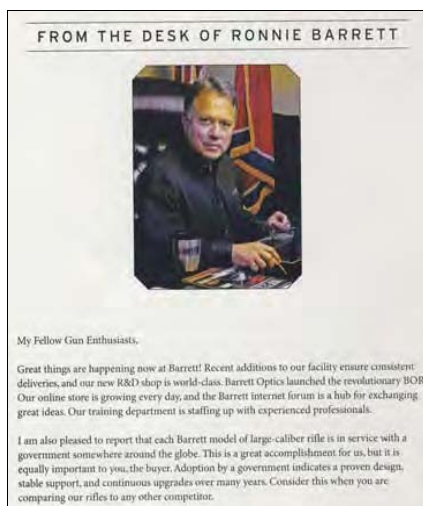 FROM THE DESK OF RONNIE BARRETT
My Fellow Gun Enthusiasts,
Great things are happening now at Barrett! Recent additions to our facility ensure consistent
deliveries, and our new R&D shop is world-class. Barrett Optics launched the revolutionary BOR
Our online store is growing every day, and the Barrett internet forum is a hub for exchanging
great ideas. Our training department is staffing up with experienced professionals.
I am also pleased to report that each Barrett model of large-caliber rifle is in service with a
government somewhere around the globe. This is a great accomplishment for us, but it is
equally important to you, the buyer. Adoption by a government indicates a proven design,
stable support, and continuous upgrades over many years. Consider this when you are
comparing our rifles to any other competitor.